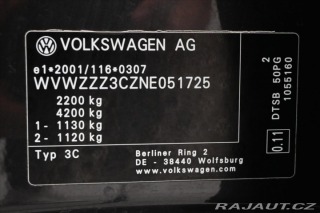 VOLKSWAGEN AG
e1*2001/116*0307
WVWZZZ3CZNE051725
2200 kg
4200 kg
1- 1130 kg
2- 1120 kg
Typ 3C
Berliner Ring 2
DE - 38440 Wolfsburg
www.volkswagen.com
DTSB 50PG 2
1055160
0.11
RAJAUT.CZ